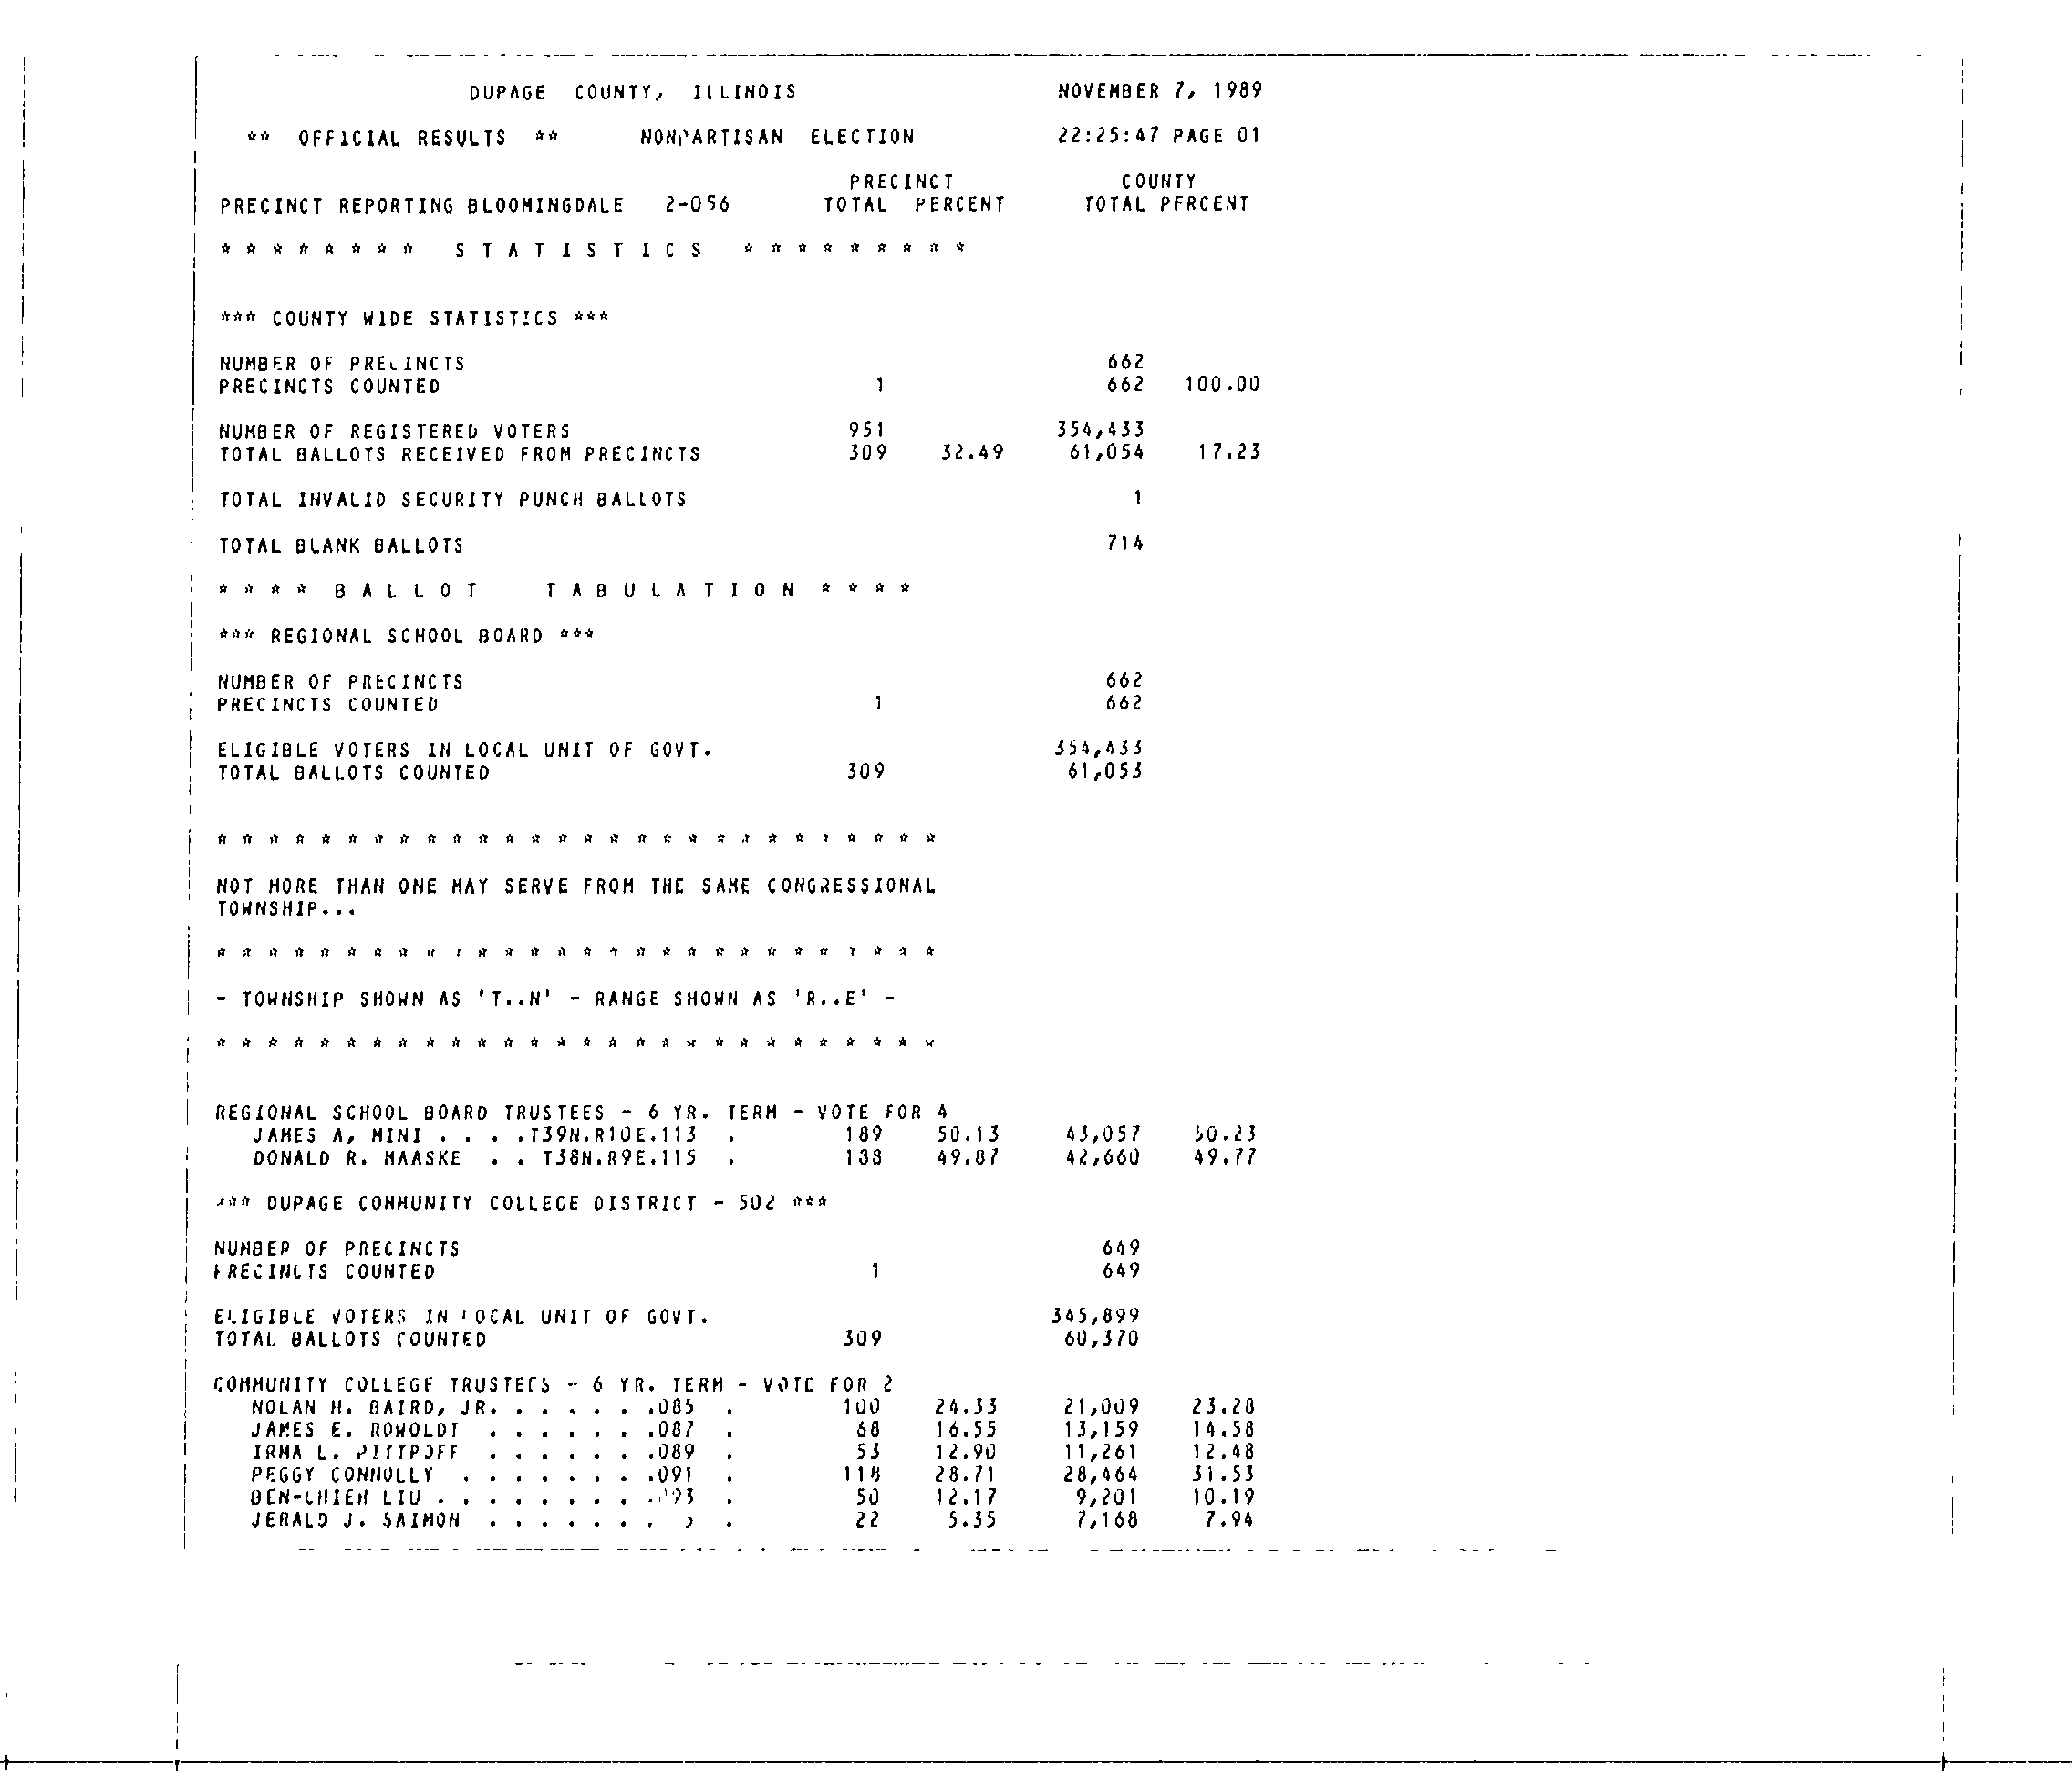 DUPAGE COUNTY, ILLINOIS NOVEMBER 7, 1989
** OFFICIAL RESULTS ** NONPARTISAN ELECTION 22:25:47 PAGE 01
PRECINCT COUNTY
PRECINCT REPORTING BLOOMINGDALE 2-056 TOTAL PERCENT TOTAL PERCENT
* * * * * * * * S T A T I S T I C S * * * * * * * * *
*** COUNTY WIDE STATISTICS ***
NUMBER OF PRECINCTS 662
PRECINCTS COUNTED 1 662 100.00
NUMBER OF REGISTERED VOTERS 951 354,433
TOTAL BALLOTS RECEIVED FROM PRECINCTS 309 32.49 61,054 17.23
TOTAL INVALID SECURITY PUNCH BALLOTS 1
TOTAL BLANK BALLOTS 714
* * * * B A L L O T T A B U L A T I O N * * * *
*** REGIONAL SCHOOL BOARD ***
NUMBER OF PRECINCTS 662
PRECINCTS COUNTED 1 662
ELIGIBLE VOTERS IN LOCAL UNIT OF GOVT. 354,433
TOTAL BALLOTS COUNTED 309 61,053
* * * * * * * * * * * * * * * * * * * * * * * * * * * *
NOT MORE THAN ONE MAY SERVE FROM THE SAME CONGRESSIONAL
TOWNSHIP...
* * * * * * * * * * * * * * * * * * * * * * * * * * * *
- TOWNSHIP SHOWN AS 'T..N' - RANGE SHOWN AS 'R..E' -
* * * * * * * * * * * * * * * * * * * * * * * * * * * *
REGIONAL SCHOOL BOARD TRUSTEES - 6 YR. TERM - VOTE FOR 4
JAMES A, MINI . . . .T39N.R10E.113 . 189 50.13 43,057 50.23
DONALD R. MAASKE . . T38N.R9E.115 . 188 49.87 42,660 49.77
*** DUPAGE COMMUNITY COLLEGE DISTRICT - 502 ***
NUMBER OF PRECINCTS 649
PRECINCTS COUNTED 1 649
ELIGIBLE VOTERS IN LOCAL UNIT OF GOVT. 345,899
TOTAL BALLOTS COUNTED 309 60,370
COMMUNITY COLLEGE TRUSTEES - 6 YR. TERM - VOTE FOR 2
NOLAN H. BAIRD, JR. . . . . . .085 . 100 24.33 21,009 23.28
JAMES E. ROWOLDT . . . . . . .087 . 68 16.55 13,159 14.58
IRMA L. . . . . . . .089 . 53 12.90 11,261 12.48
PEGGY CONNOLLY . . . . . . . .091 . 118 28.71 28,464 31.53
BEN-CHIEH LIU . . . . . . . . .093 . 50 12.17 9,201 10.19
JERALD J. SAIMON . . . . . . . . 22 5.35 7,168 7.94